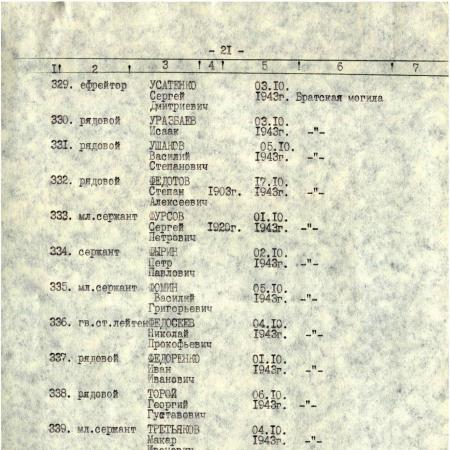 - 21 -
1! 2 ! 3 ! 4 ! 5 ! 6 ! 7
329. ефрейтор УСАТЕНКО 03.10.
Сергей 1943г. Братская могила
Дмитриевич
330. рядовой УРАЗБАЕВ 03.10.
Исаак 1943г. -"-
331. рядовой УШАКОВ 05.10.
Василий 1943г. -"-
Степанович
332. рядовой ФЕДОТОВ 17.10.
Степан 1903г. 1943г. -"-
Алексеевич
333. мл.сержант ФУРСОВ 01.10.
Сергей 1920г. 1943г. -"-
Петрович
334. сержант ФЫРИН 02.10.
Петр 1943г. -"-
Павлович
335. мл.сержант ФОМИН 05.10.
Василий 1943г. -"-
Григорьевич
336. гв.ст.лейтен ФЕДОСЕЕВ 04.10.
Николай 1943г. -"-
Прокофьевич
337. рядовой ФЕДОРЕНКО 01.10.
Иван 1943г. -"-
Иванович
338. рядовой ТОРОЙ 06.10.
Георгий 1943г. -"-
Густавович
339. мл.сержант ТРЕТЬЯКОВ 04.10.
Макар 1943г. -"-